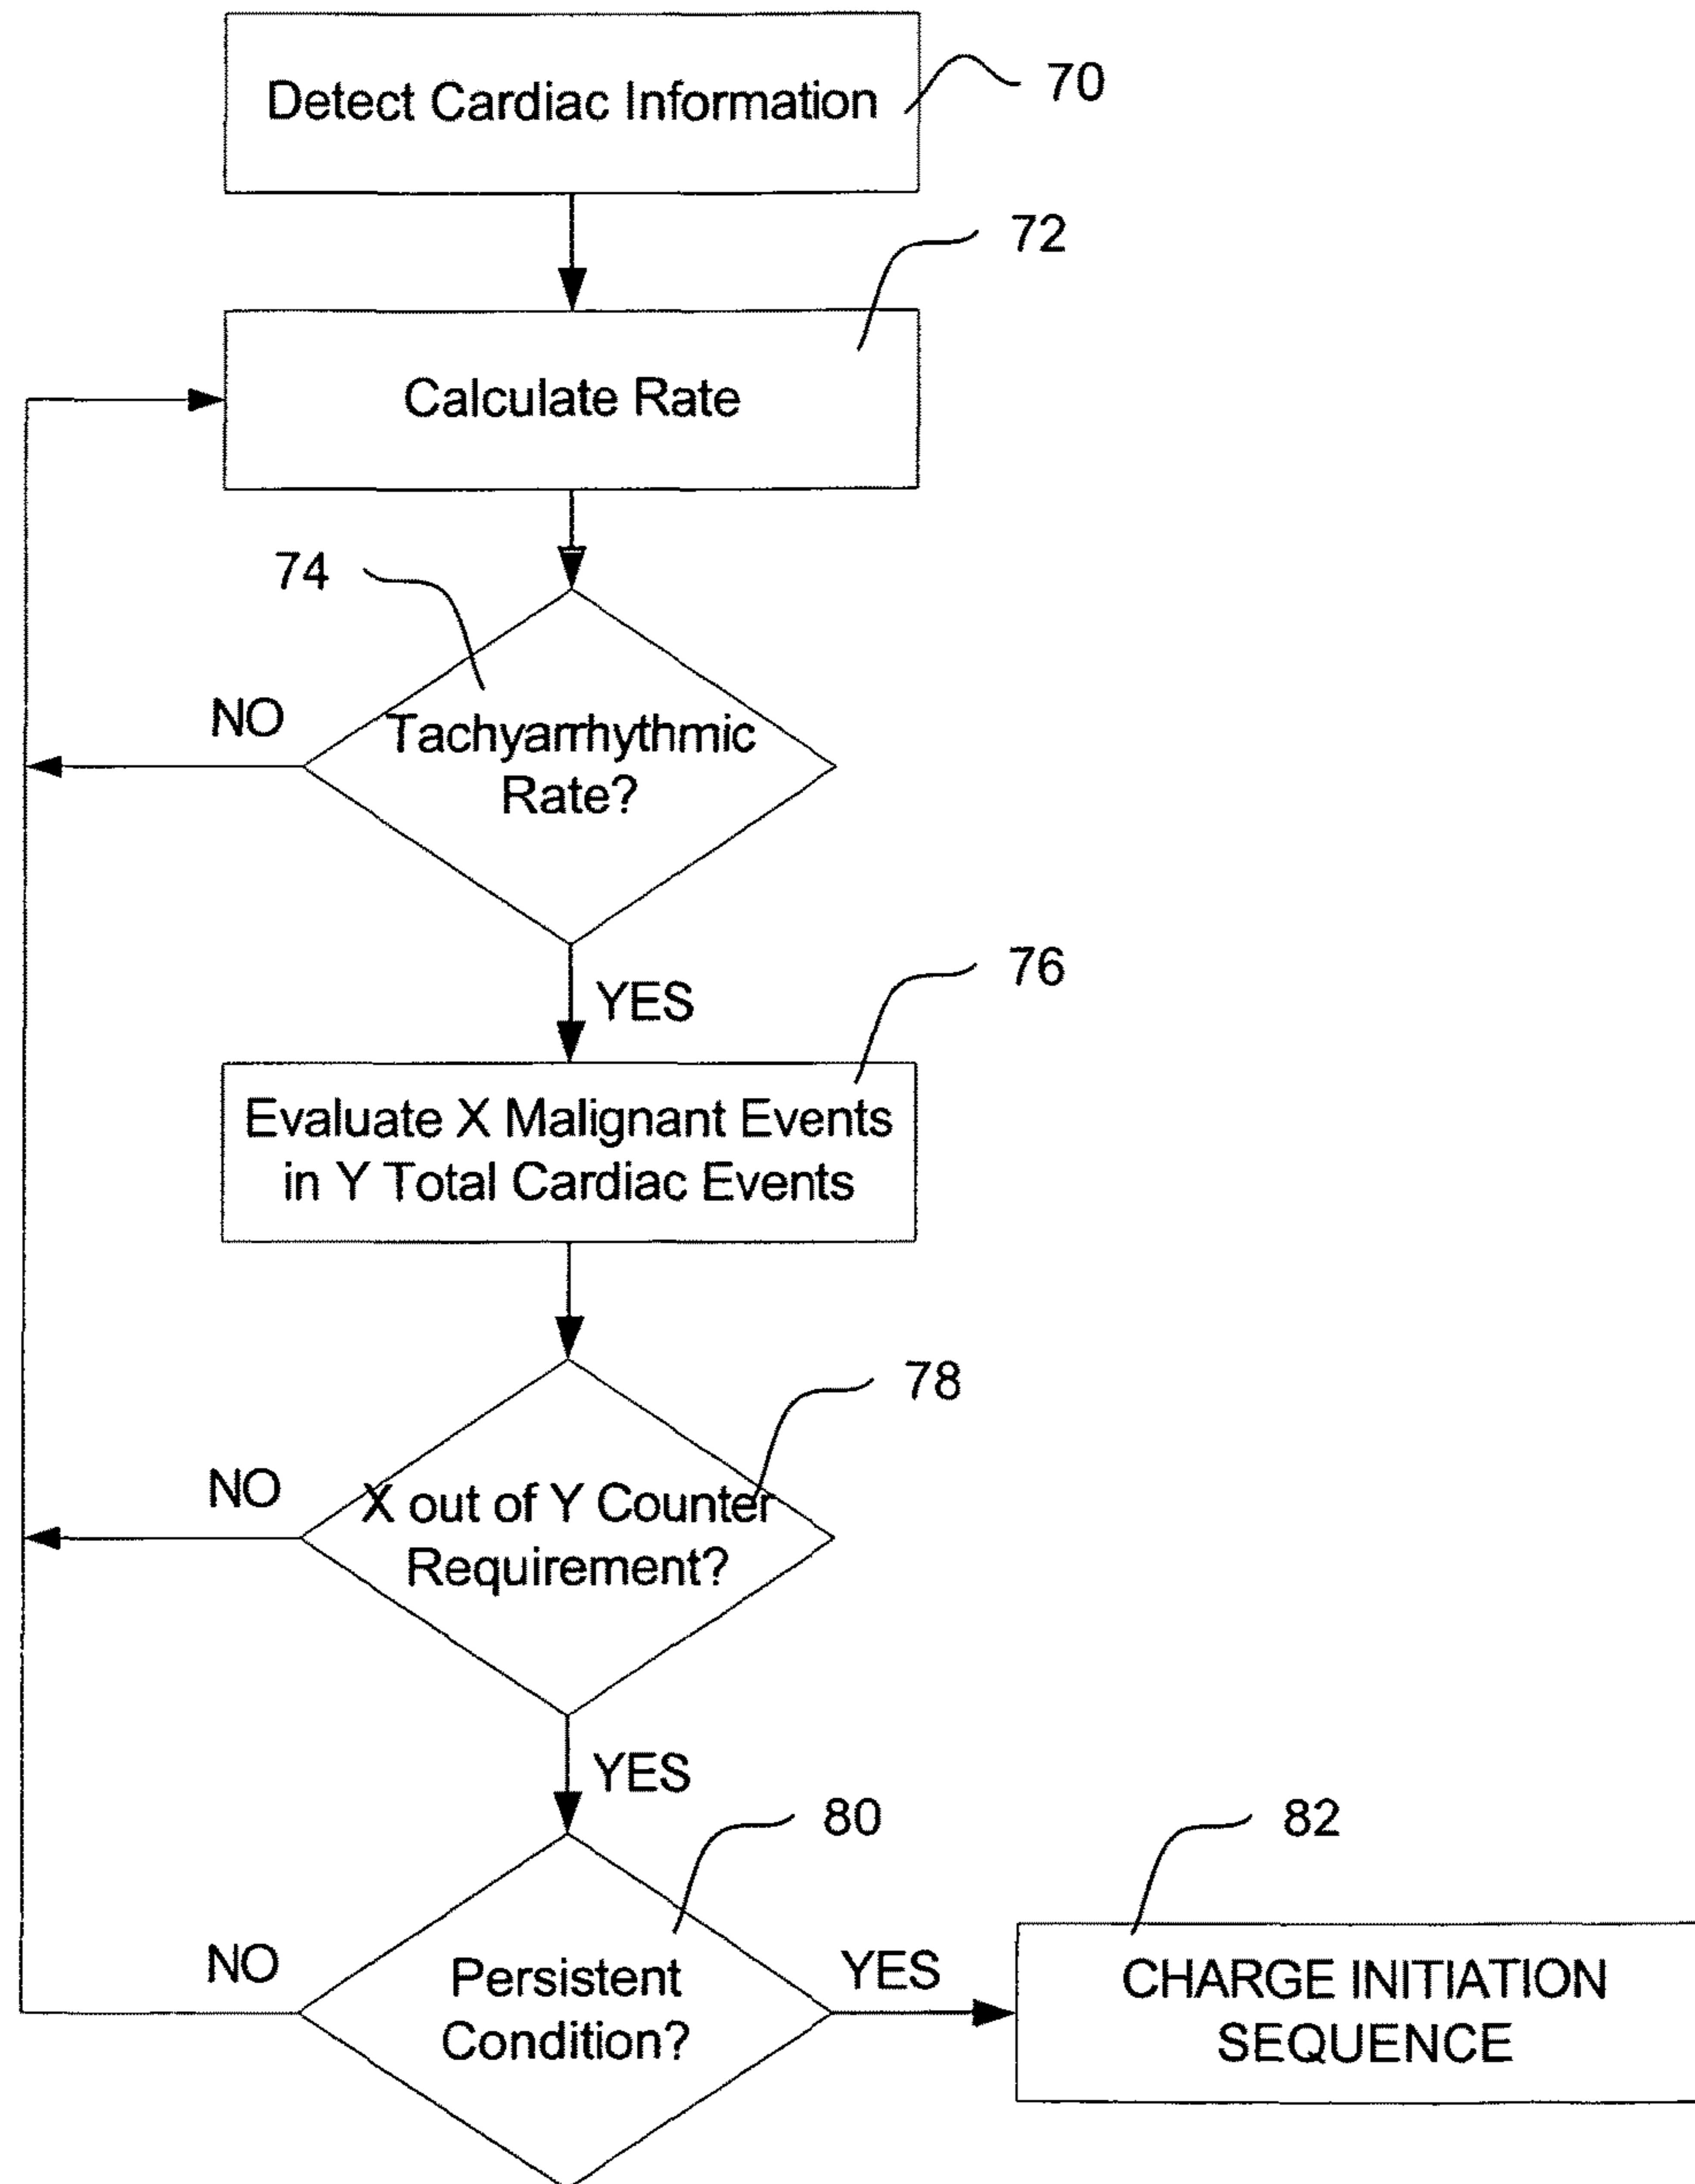 Detect Cardiac Information
70
72
Calculate Rate
74
NO
Tachyarrhythmic
Rate?
76
YES
Evaluate X Malignant Events
in Y Total Cardiac Events
78
NO
X out of Y Counter
Requirement?
YES
80
82
NO
Persistent
Condition?
YES
CHARGE INITIATION
SEQUENCE